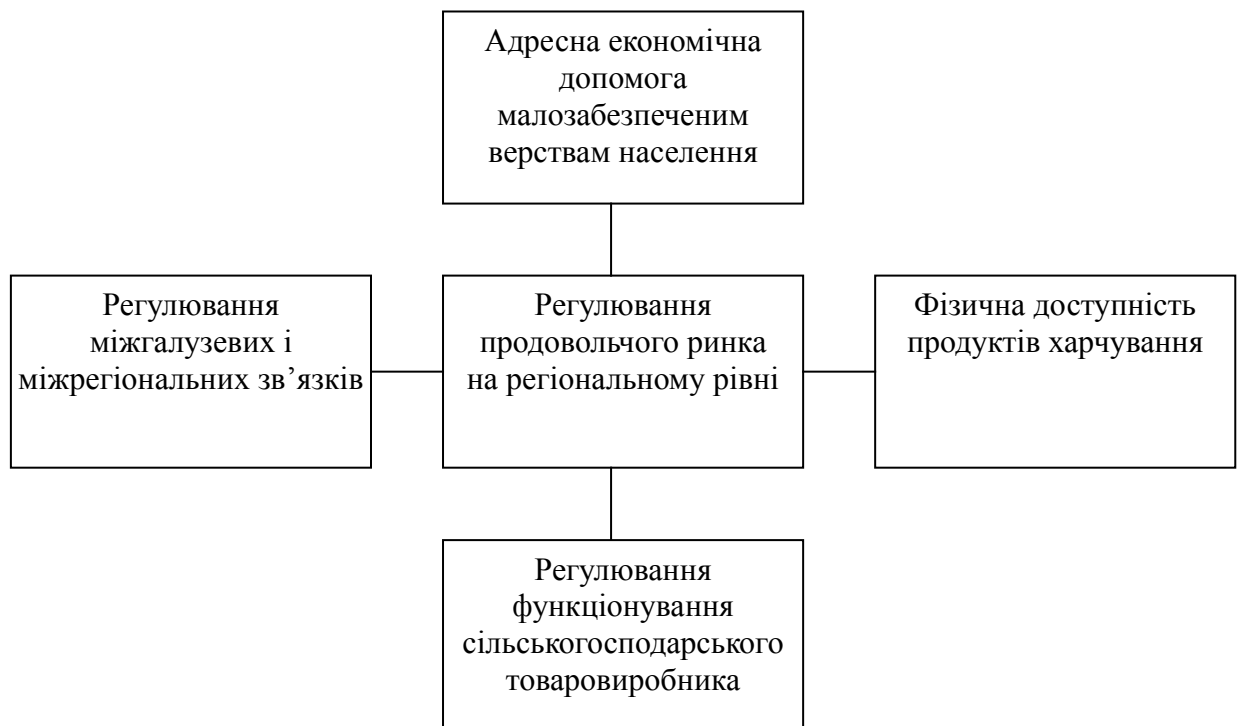 Адресна економічна
допомога
малозабезпеченим
верствам населення
Регулювання
міжгалузевих і
міжрегіональних зв’язків
Регулювання
продовольчого ринка
на регіональному рівні
Фізична доступність
продуктів харчування
Регулювання
функціонування
сільськогосподарського
товаровиробника